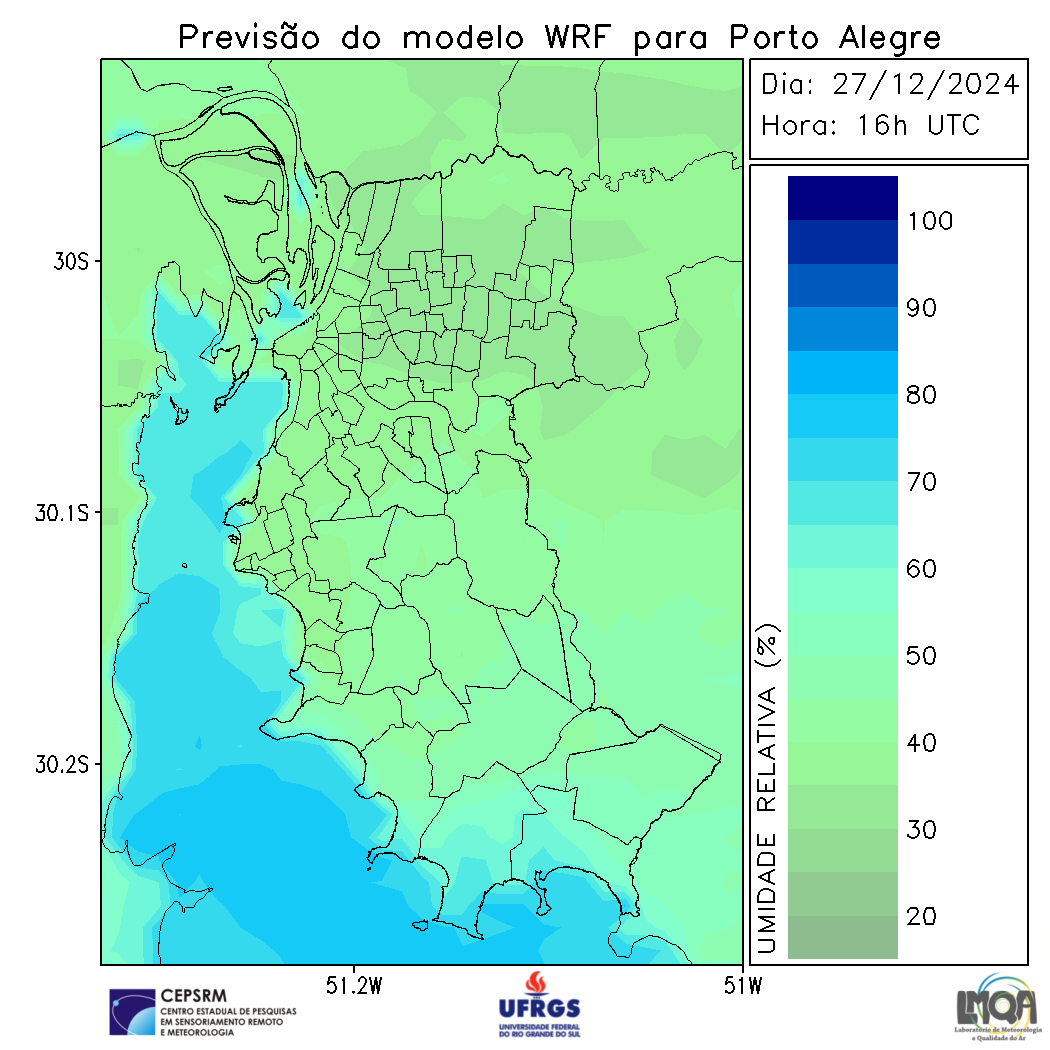 Previsão do modelo WRF para Porto Alegre
Dia: 27/12/2024
Hora: 16h UTC
100
90
80
70
60
50
40
30
20
UMIDADE RELATIVA (%)
30S
30.1S
30.2S
51.2W
51W
CEPSRM
CENTRO ESTADUAL DE PESQUISAS
EM SENSORIAMENTO REMOTO
E METEOROLOGIA
UFRGS
UNIVERSIDADE FEDERAL
DO RIO GRANDE DO SUL
LMQA
Laboratório de Meteorologia
e Qualidade do Ar